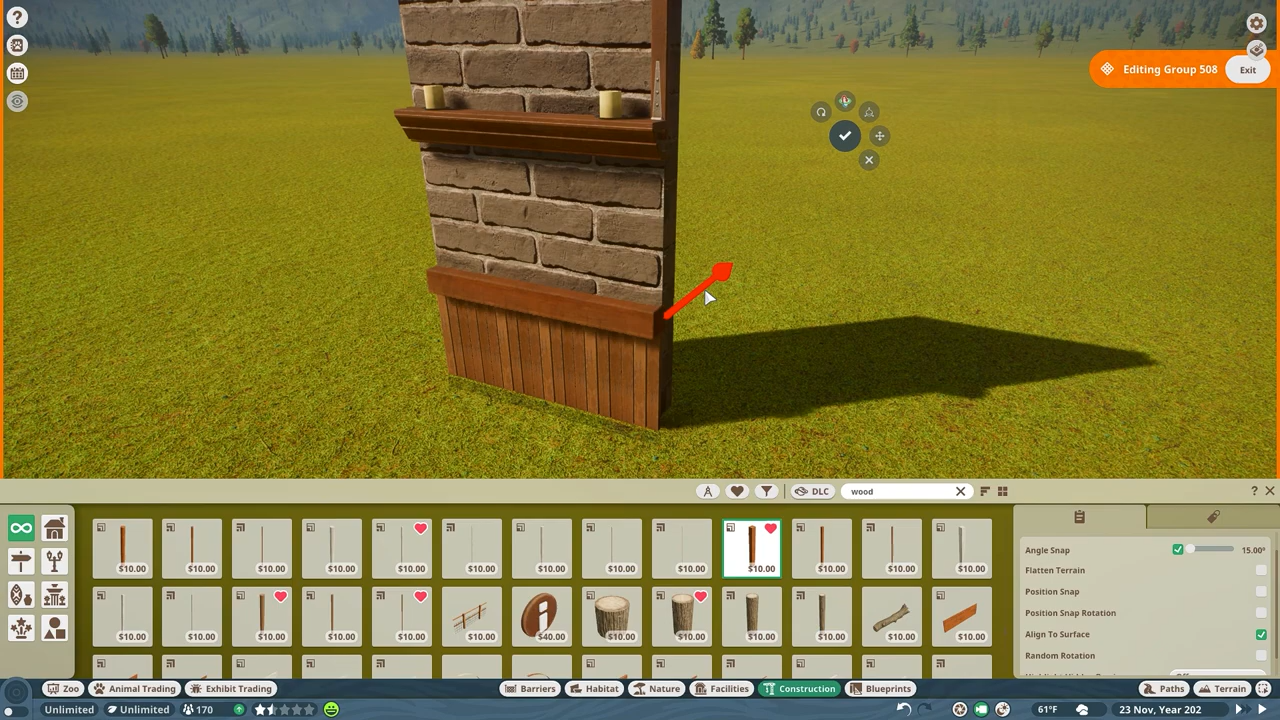 Editing Group 508
Exit
DLC
wood
?
$10.00 $10.00 $10.00 $10.00 $10.00 $10.00 $10.00 $10.00 $10.00 $10.00 $10.00 $10.00 $10.00
$10.00 $10.00 $10.00 $10.00 $10.00 $10.00 $40.00 $10.00 $10.00 $10.00 $10.00 $10.00 $10.00
Angle Snap 15.00°
Flatten Terrain
Position Snap
Position Snap Rotation
Align To Surface
Random Rotation
Zoo Animal Trading Exhibit Trading Barriers Habitat Nature Facilities Construction Blueprints Paths Terrain
Unlimited Unlimited 170 61°F 23 Nov, Year 202